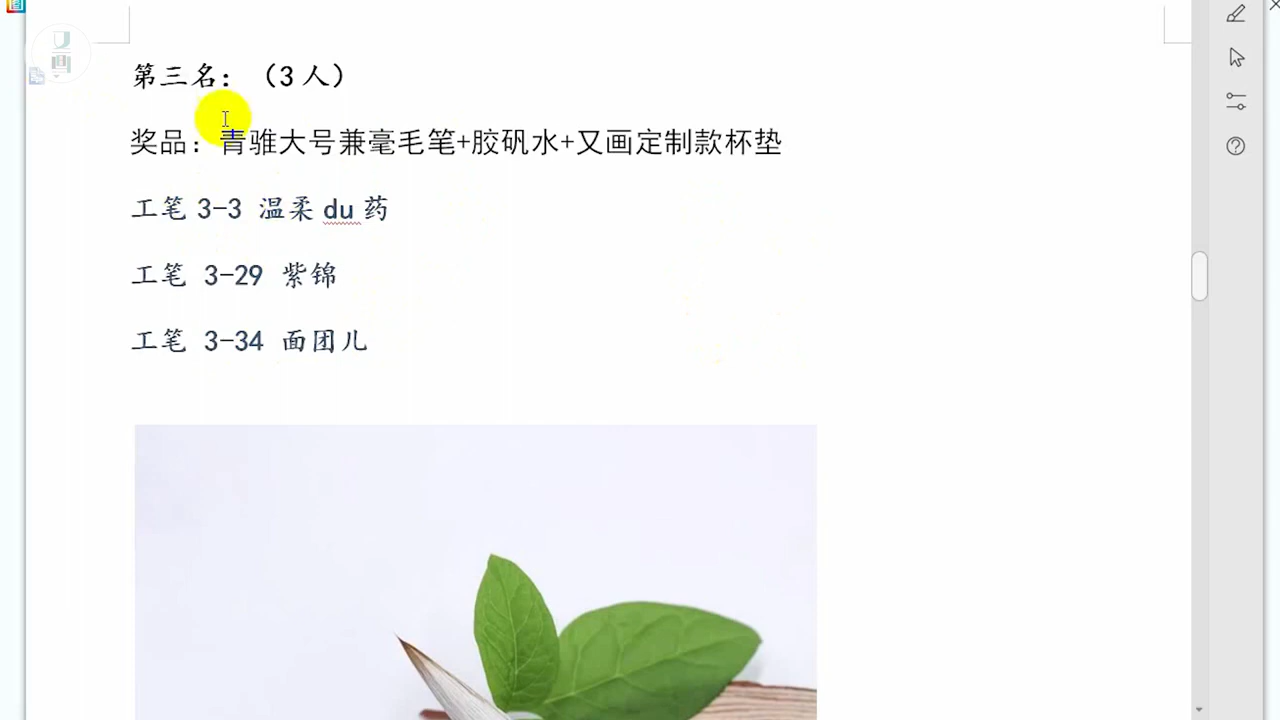 第三名：（3 人）
奖品：青骓大号兼毫毛笔+胶矾水+又画定制款杯垫
工笔 3-3 温柔 du 药
工笔 3-29 紫锦
工笔 3-34 面团儿